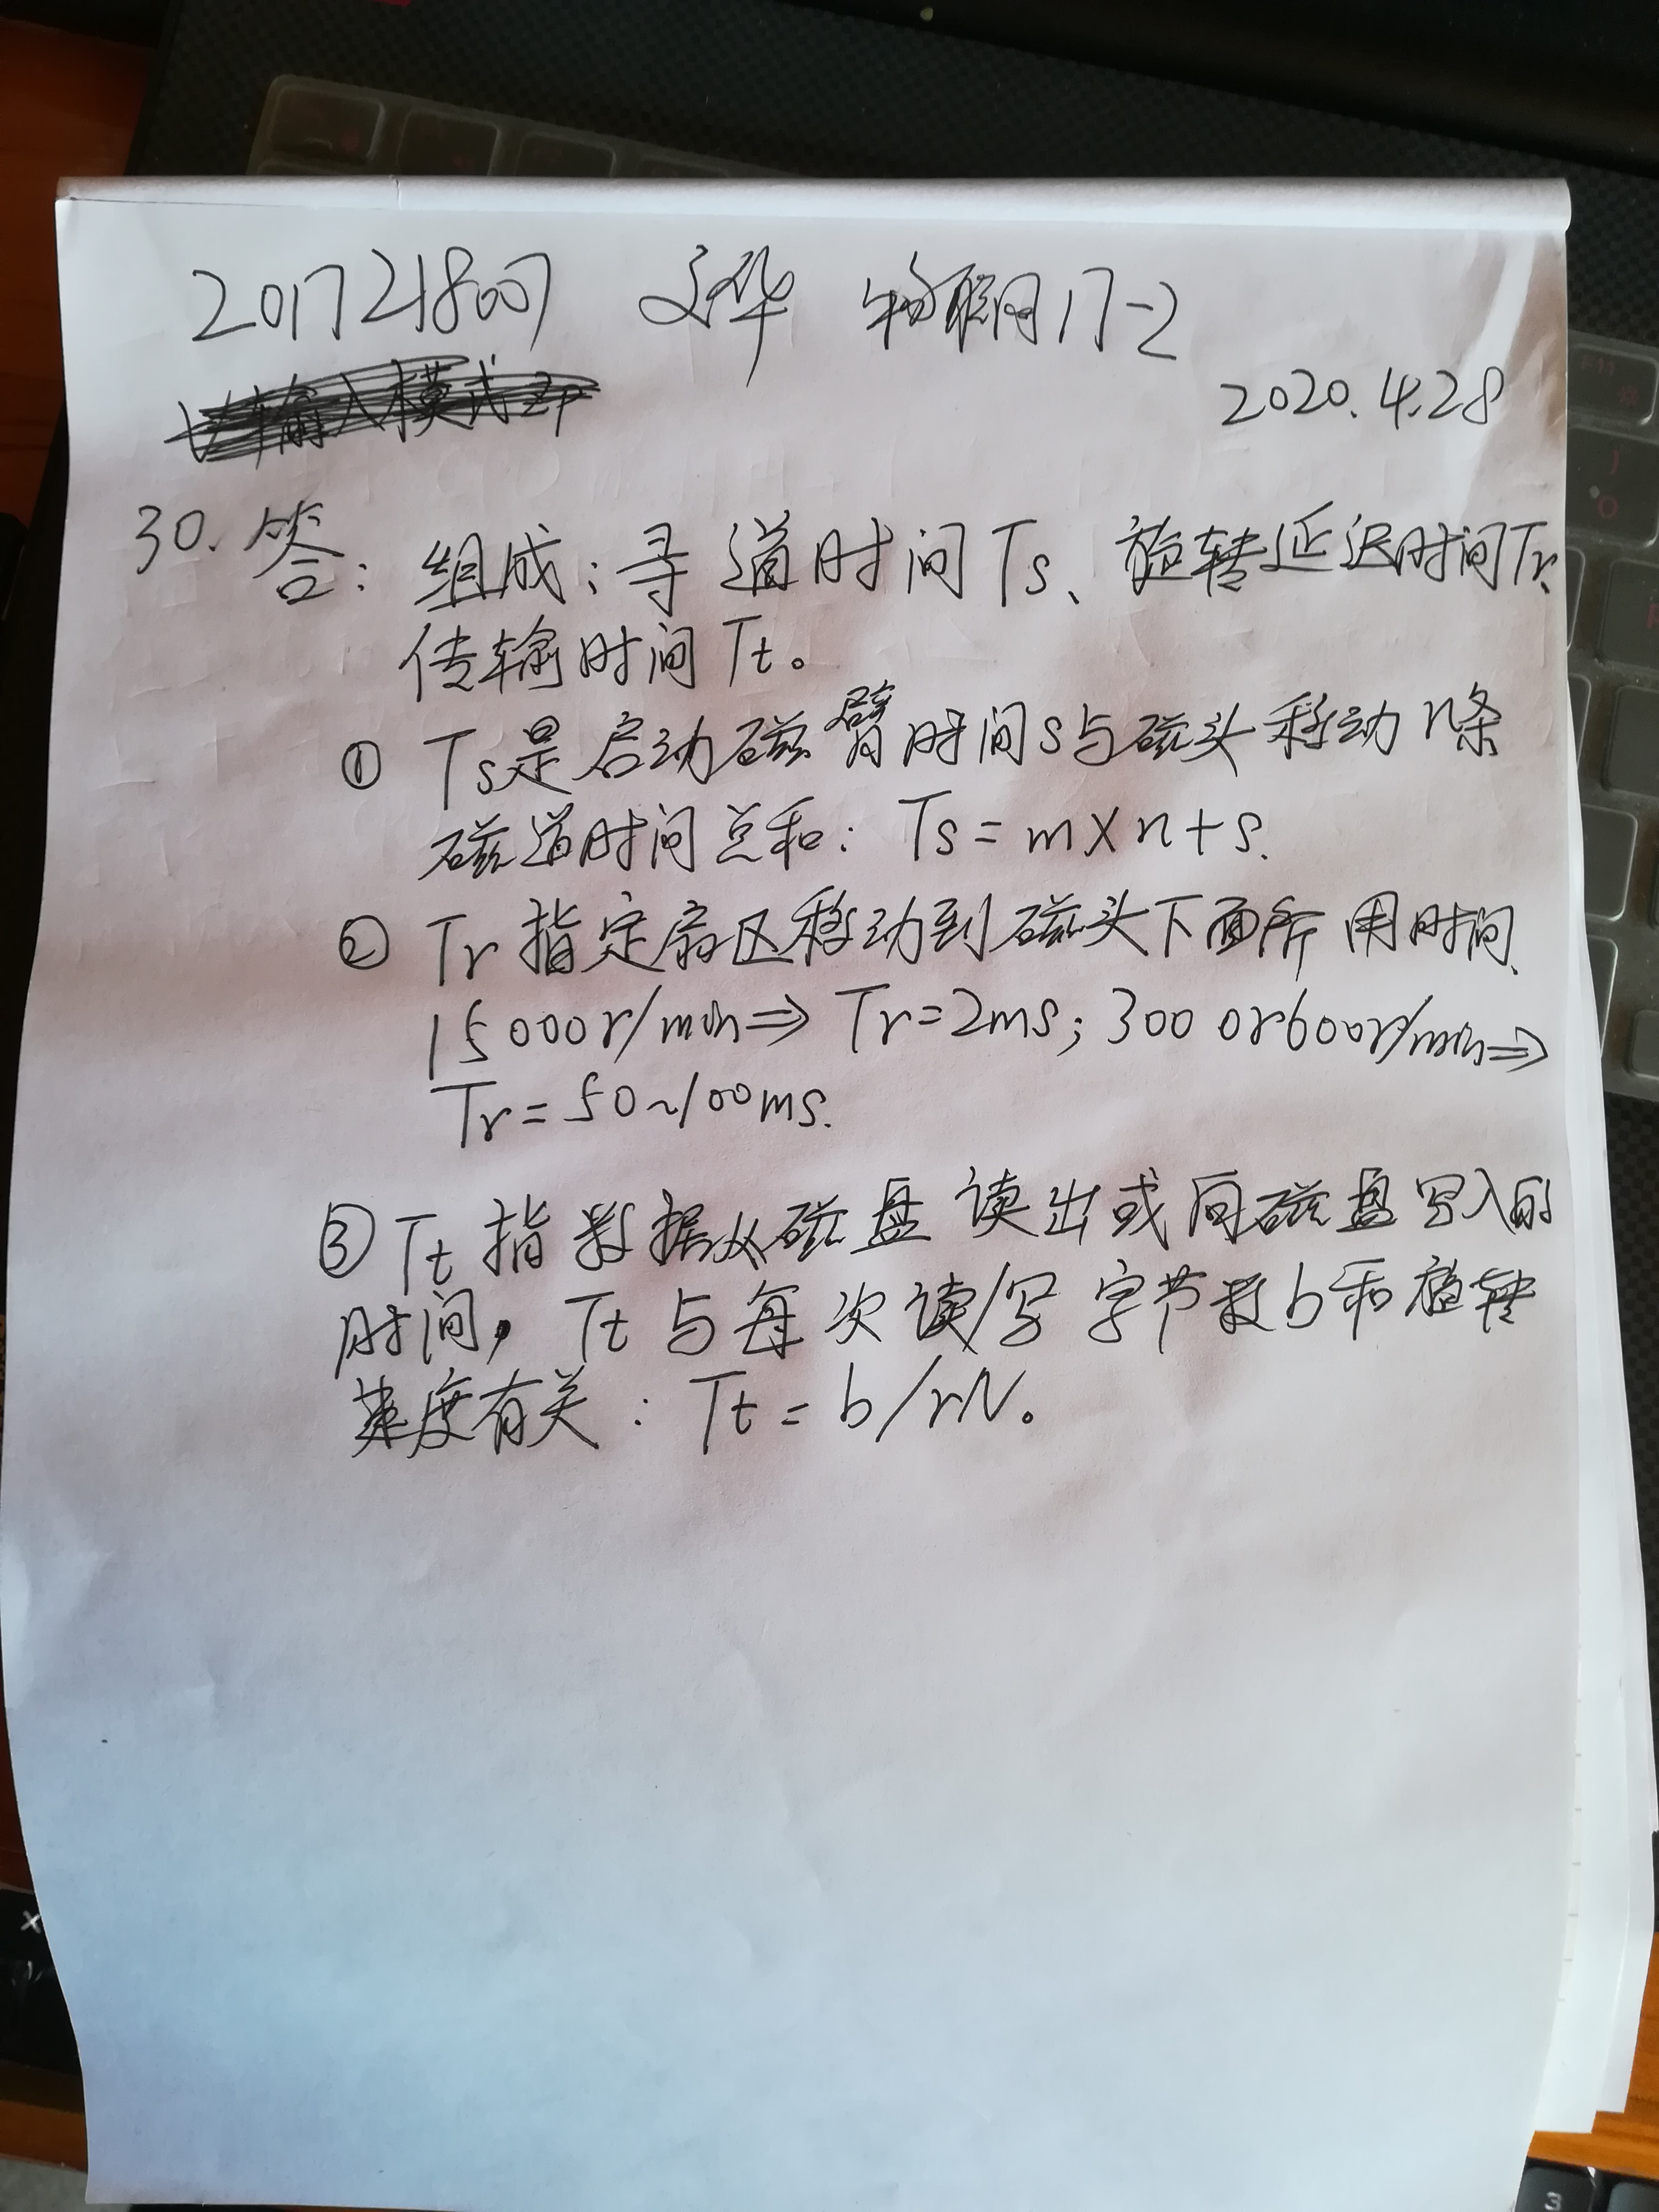 201721807 文华 物联网17-2
2020.4.28
30.答:组成:寻道时间Ts、旋转延迟时间Tr、
传输时间Tt。
① Ts是启动磁臂时间s与磁头移动n条
磁道时间总和: Ts=m×n+s.
② Tr指定扇区移动到磁头下面所用时间、
15000r/min⇒Tr=2ms;300 or600r/min⇒
Tr=50~100ms.
③ Tt指数据从磁盘读出或向磁盘写入的
时间,Tt与每次读/写字节数b和旋转
速度有关:Tt=b/rN。